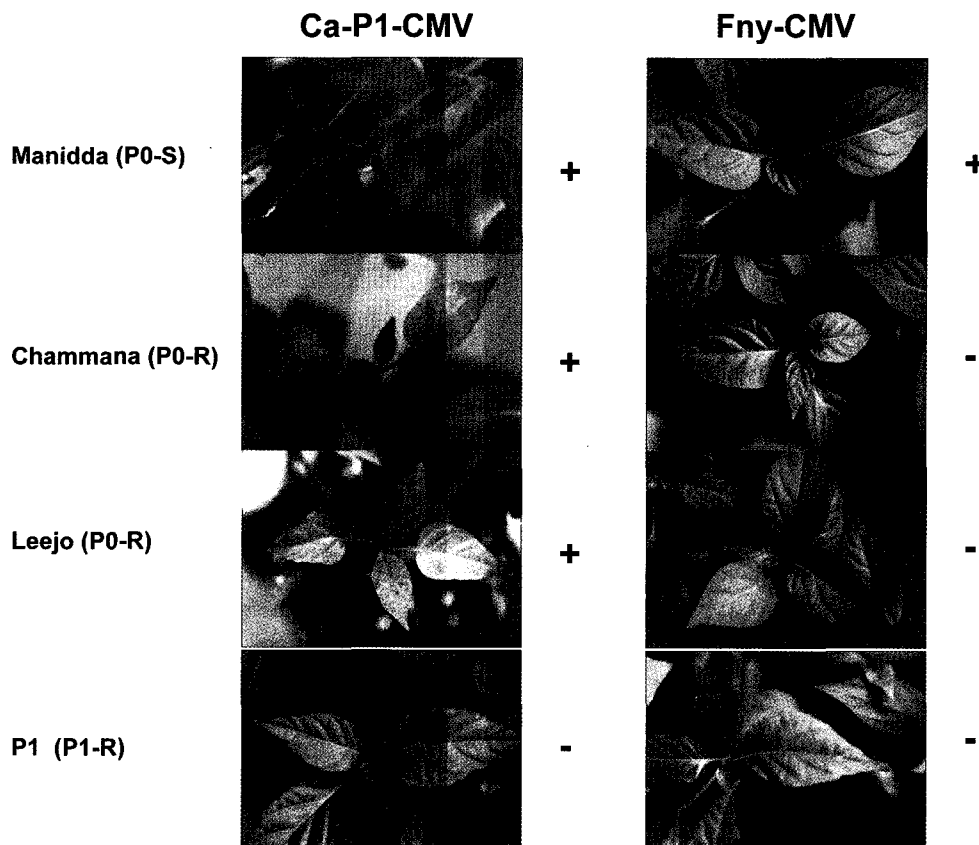 Ca-P1-CMV Fny-CMV
Manidda (P0-S) + +
Chammana (P0-R) + -
Leejo (P0-R) + -
P1 (P1-R) - -